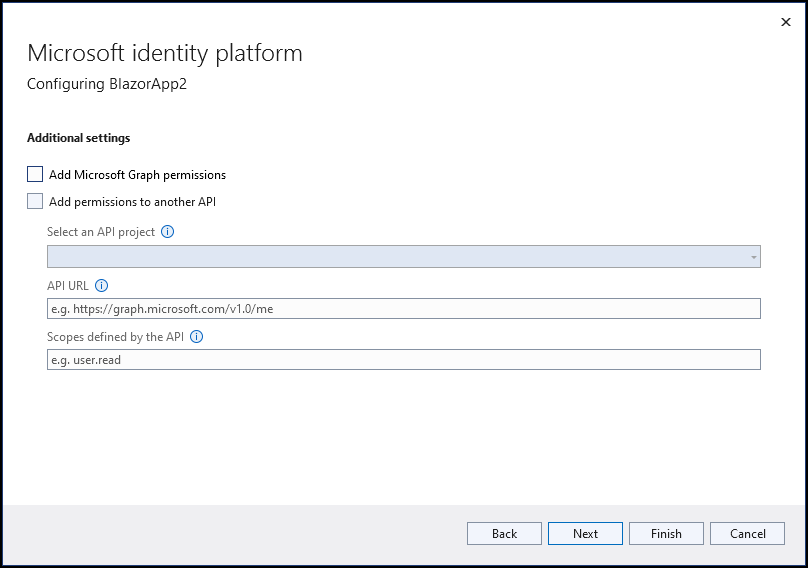 Microsoft identity platform
Configuring BlazorApp2
Additional settings
Add Microsoft Graph permissions
Add permissions to another API
Select an API project
API URL
e.g. https://graph.microsoft.com/v1.0/me
Scopes defined by the API
e.g. user.read
Back Next Finish Cancel